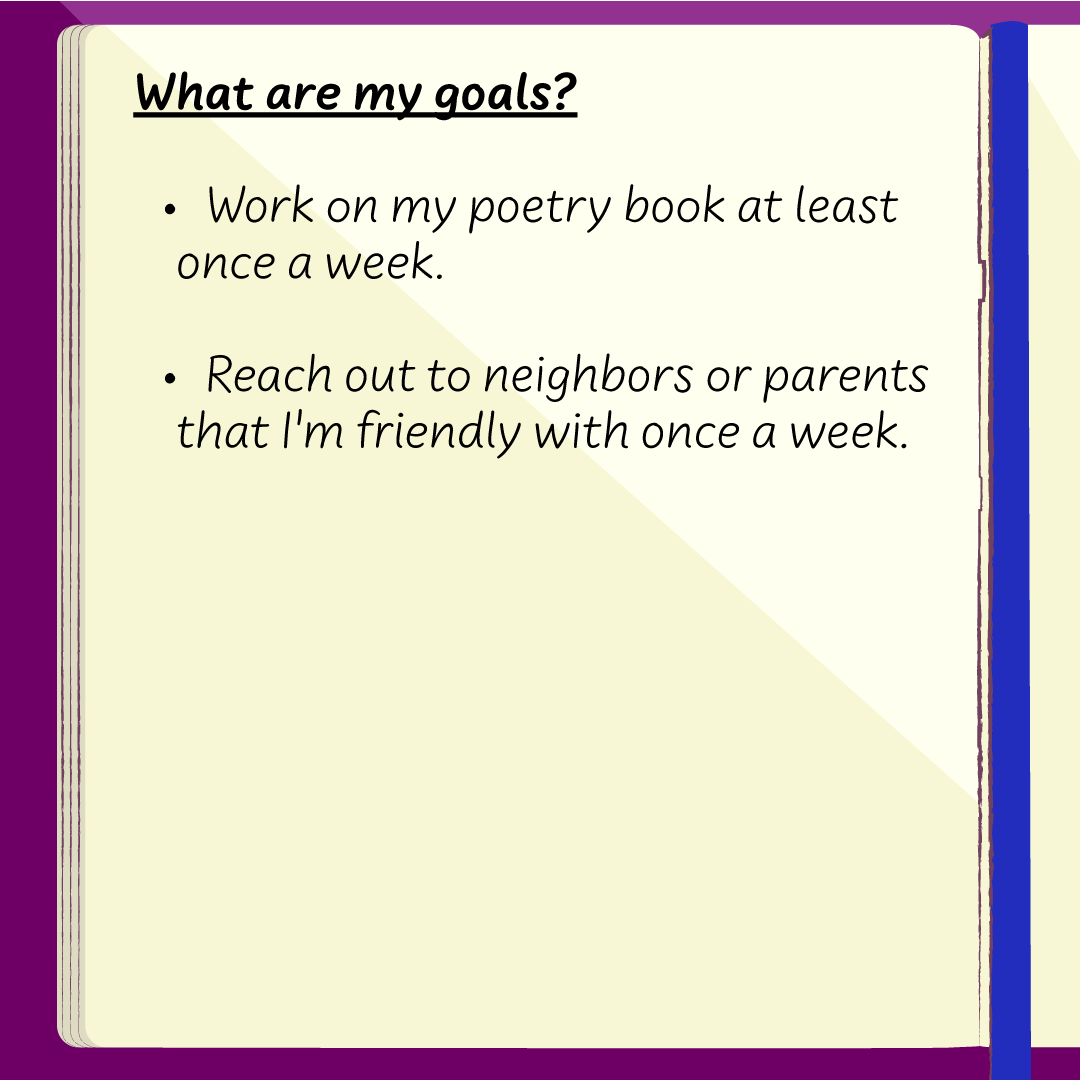 What are my goals?
• Work on my poetry book at least
once a week.
• Reach out to neighbors or parents
that I'm friendly with once a week.